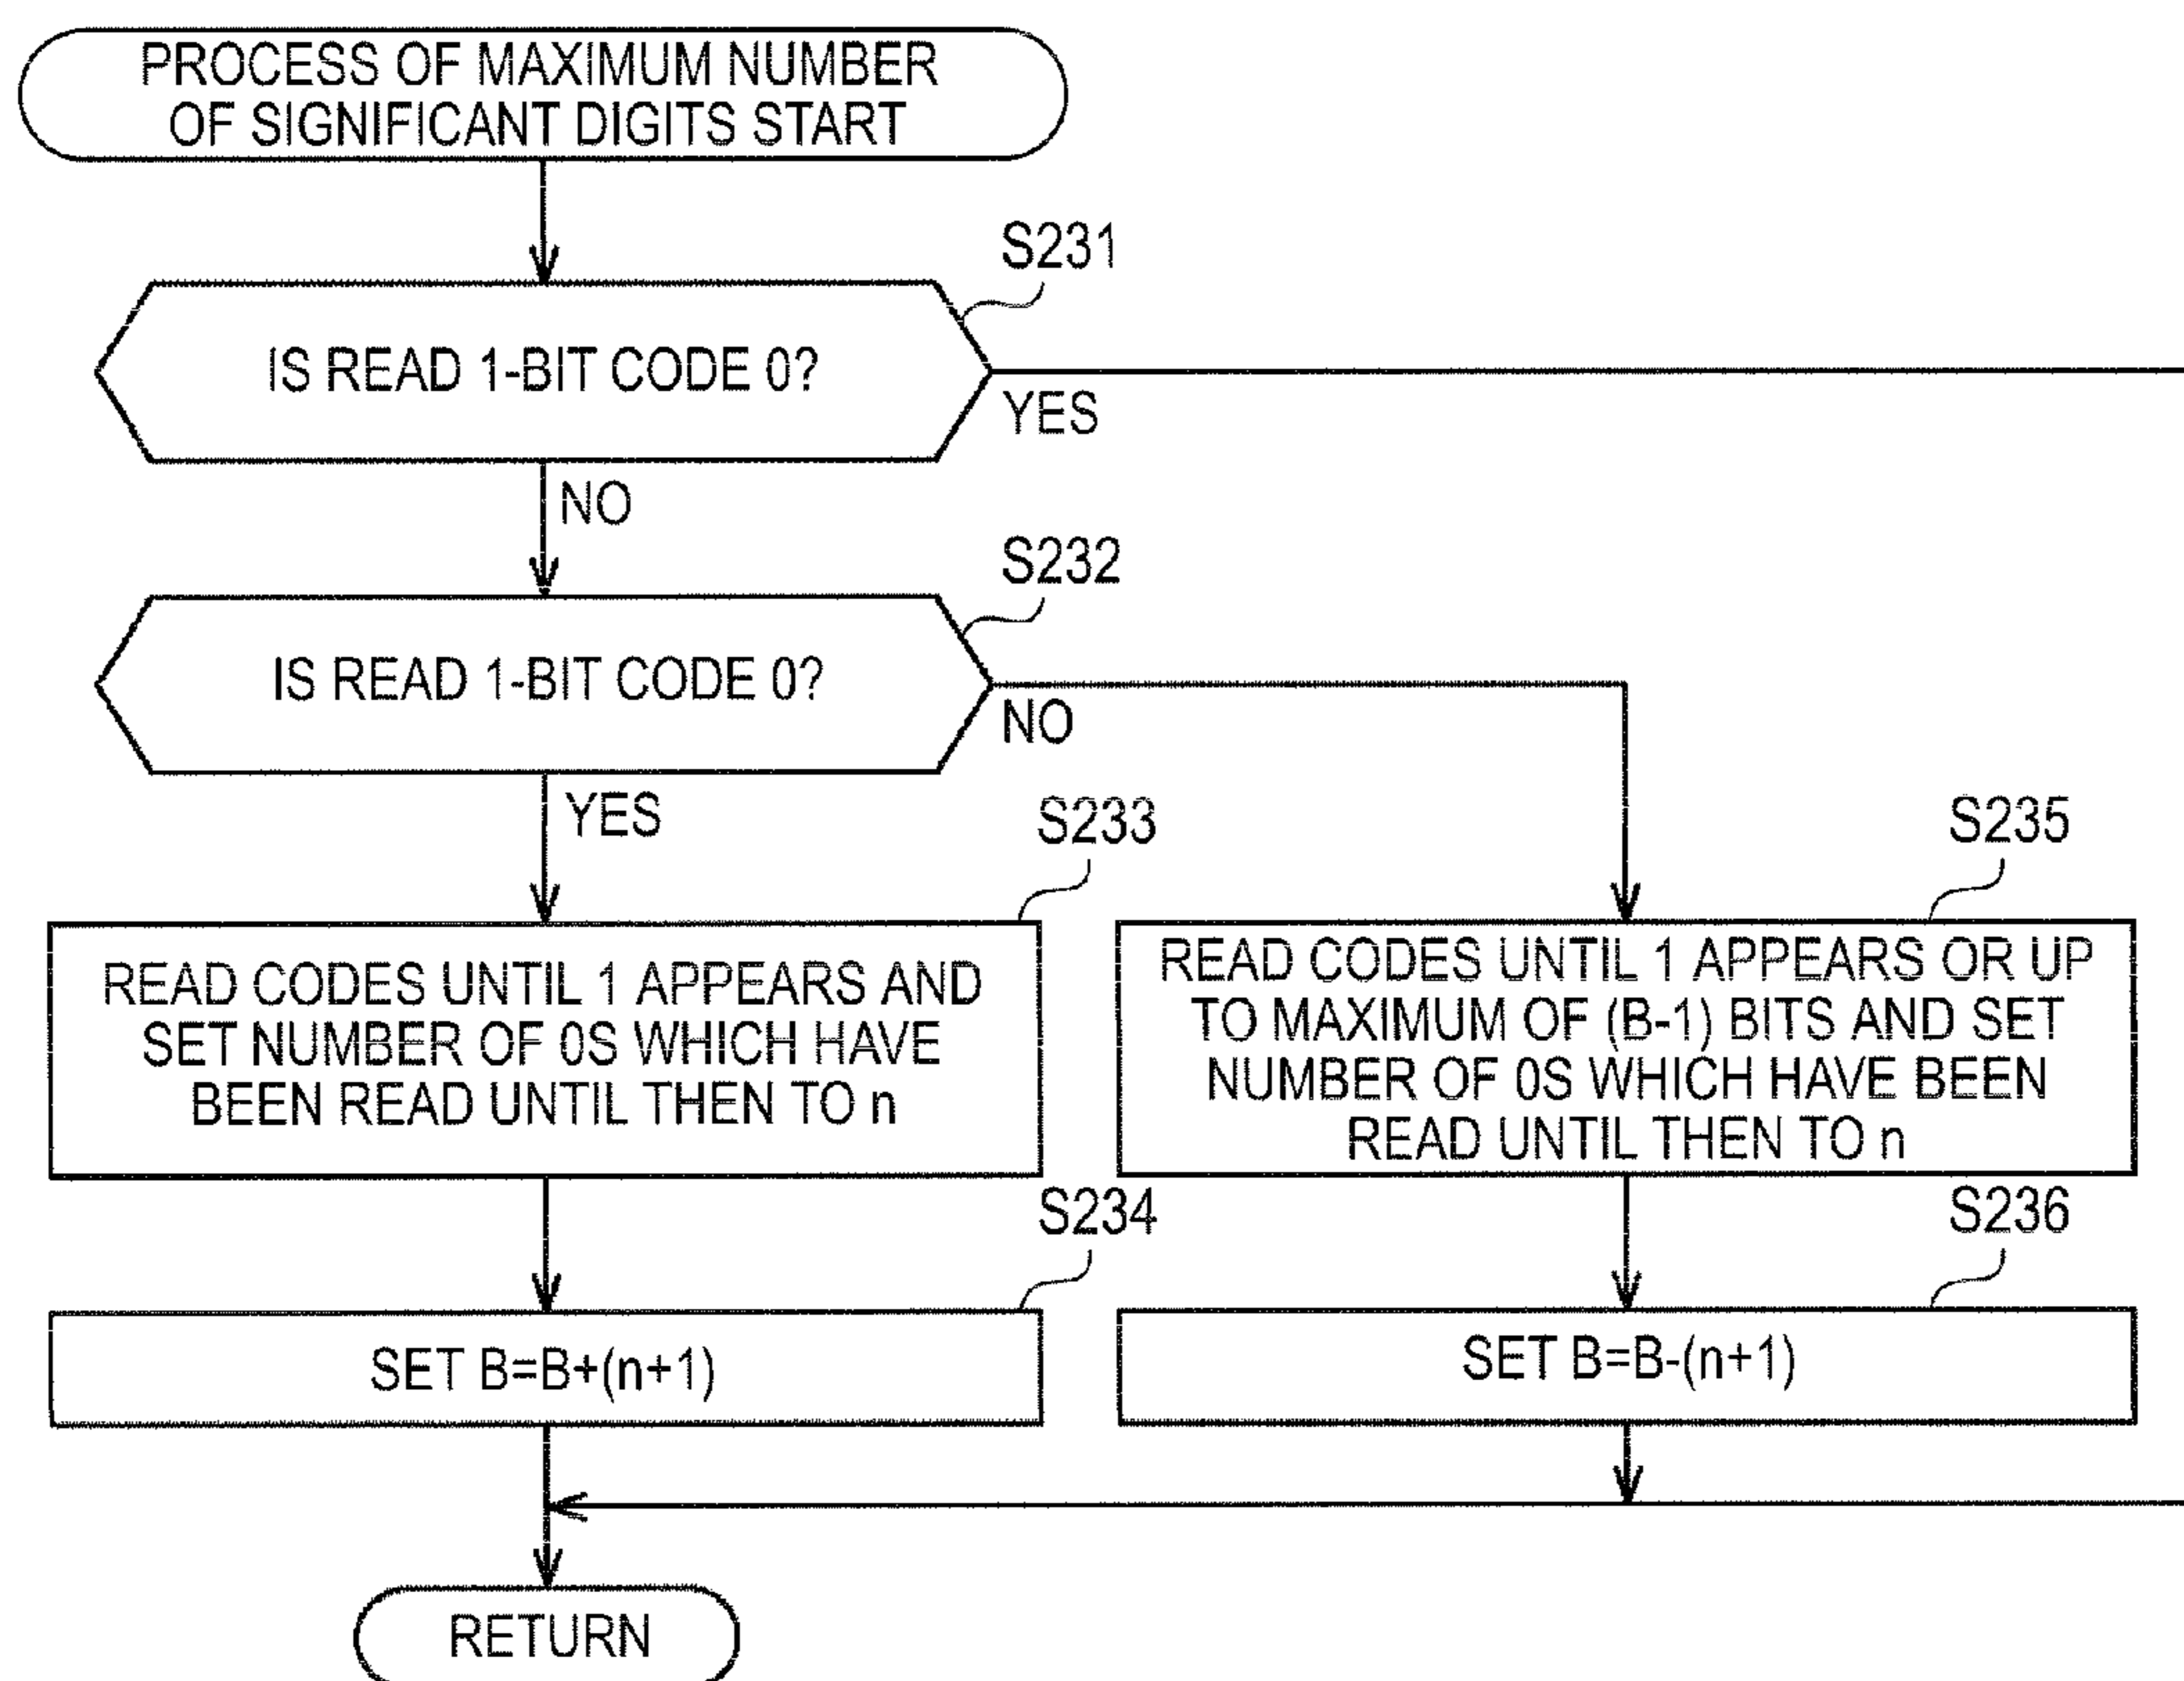 PROCESS OF MAXIMUM NUMBER
OF SIGNIFICANT DIGITS START
S231
IS READ 1-BIT CODE 0?
YES
NO
S232
IS READ 1-BIT CODE 0?
NO
YES
S233
READ CODES UNTIL 1 APPEARS AND
SET NUMBER OF 0S WHICH HAVE
BEEN READ UNTIL THEN TO n
S235
READ CODES UNTIL 1 APPEARS OR UP
TO MAXIMUM OF (B-1) BITS AND SET
NUMBER OF 0S WHICH HAVE BEEN
READ UNTIL THEN TO n
S234
SET B=B+(n+1)
S236
SET B=B-(n+1)
RETURN